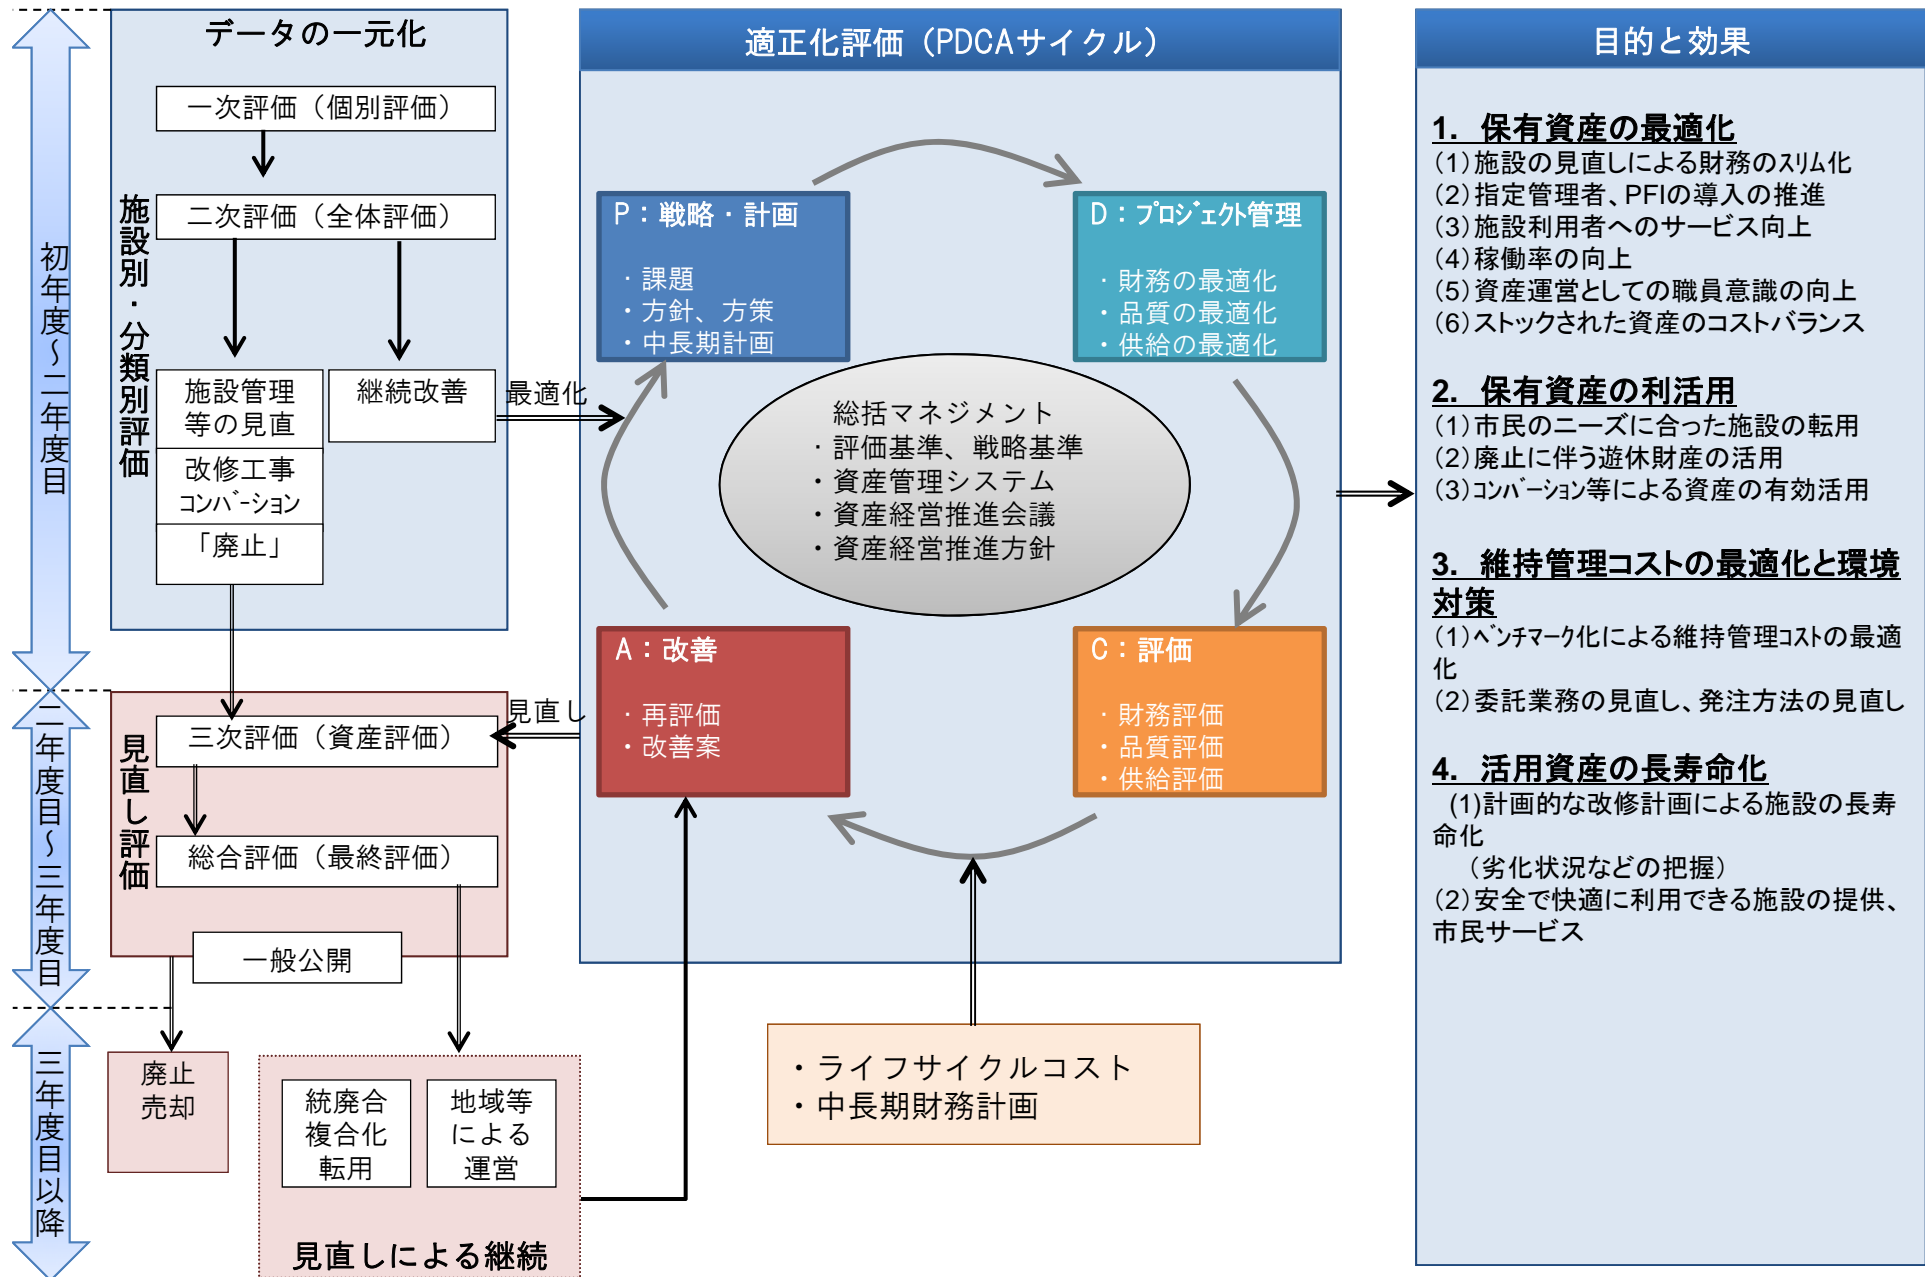 初年度～二年度目
二年度目～三年度目
三年度目以降
データの一元化
施設別・分類別評価
一次評価（個別評価）
二次評価（全体評価）
施設管理
等の見直
改修工事
ｺﾝﾊﾞｰｼｮﾝ
「廃止」
継続改善
最適化
見直し評価
三次評価（資産評価）
総合評価（最終評価）
一般公開
見直し
廃止
売却
統廃合
複合化
転用
地域等
による
運営
見直しによる継続
適正化評価（PDCAサイクル）
P：戦略・計画
・課題
・方針、方策
・中長期計画
D：ﾌﾟﾛｼﾞｪｸﾄ管理
・財務の最適化
・品質の最適化
・供給の最適化
総括マネジメント
・評価基準、戦略基準
・資産管理システム
・資産経営推進会議
・資産経営推進方針
A：改善
・再評価
・改善案
C：評価
・財務評価
・品質評価
・供給評価
・ライフサイクルコスト
・中長期財務計画
目的と効果
1. 保有資産の最適化
（1）施設の見直しによる財務のｽﾘﾑ化
（2）指定管理者、PFIの導入の推進
（3）施設利用者へのサービス向上
（4）稼働率の向上
（5）資産運営としての職員意識の向上
（6）ストックされた資産のコストバランス
2. 保有資産の利活用
（1）市民のニーズに合った施設の転用
（2）廃止に伴う遊休財産の活用
（3）ｺﾝﾊﾞｰｼｮﾝ等による資産の有効活用
3. 維持管理コストの最適化と環境
対策
（1）ﾍﾞﾝﾁﾏｰｸ化による維持管理ｺｽﾄの最適
化
（2）委託業務の見直し、発注方法の見直し
4. 活用資産の長寿命化
(1)計画的な改修計画による施設の長寿
命化
（劣化状況などの把握）
（2）安全で快適に利用できる施設の提供、
市民サービス